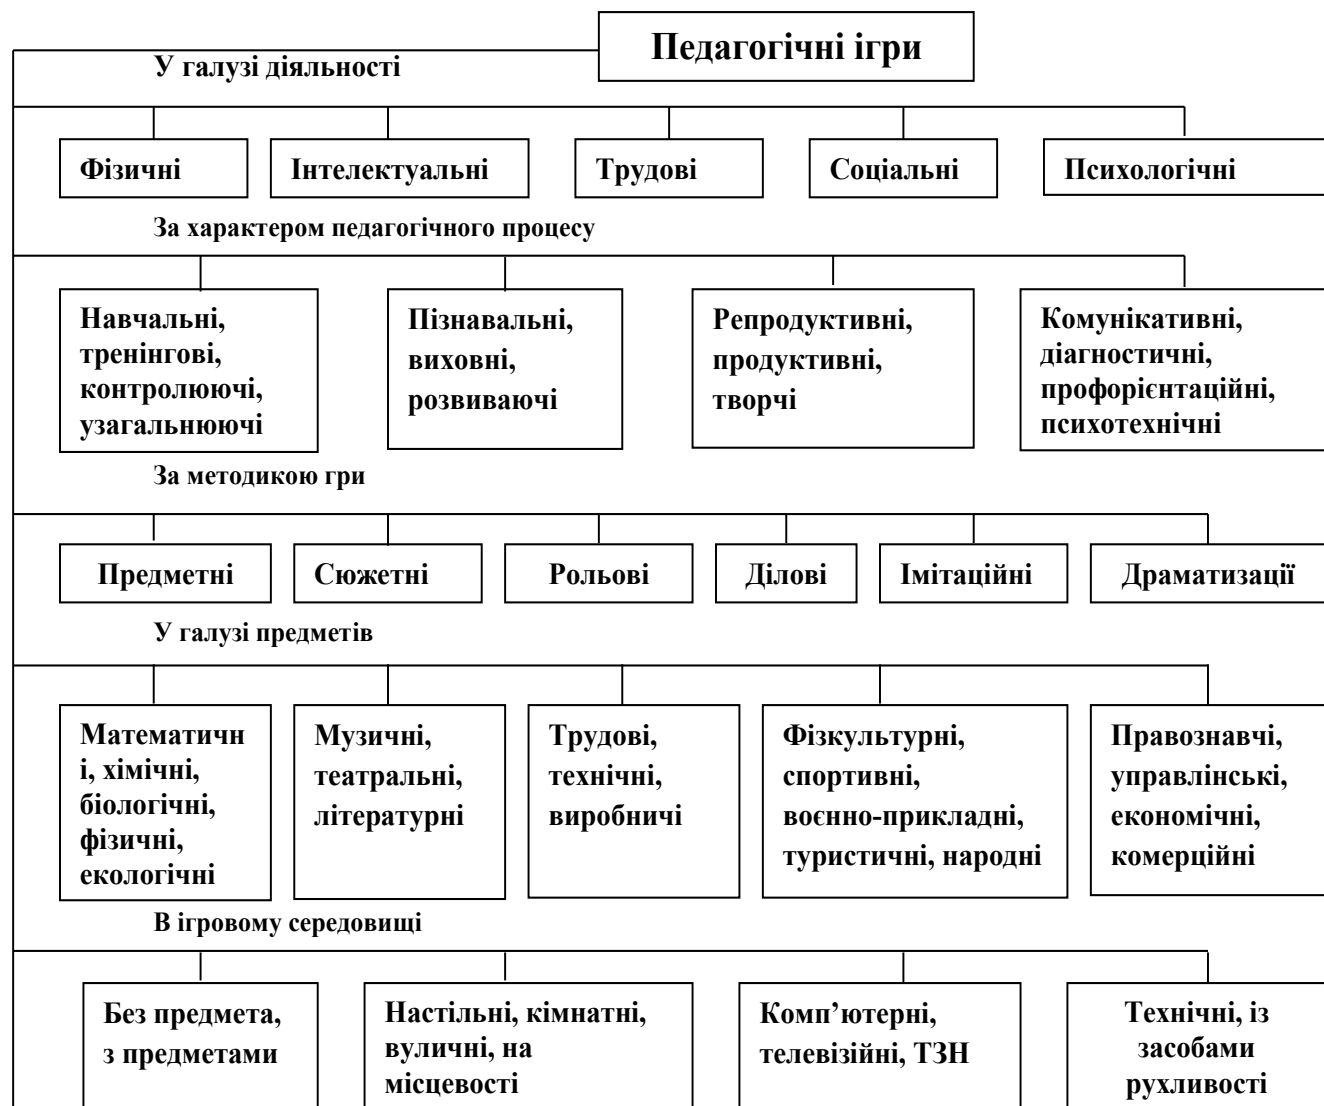 Педагогічні ігри
У галузі діяльності
Фізичні
Інтелектуальні
Трудові
Соціальні
Психологічні
За характером педагогічного процесу
Навчальні,
тренінгові,
контролюючі,
узагальнюючі
Пізнавальні,
виховні,
розвиваючі
Репродуктивні,
продуктивні,
творчі
Комунікативні,
діагностичні,
профорієнтаційні,
психотехнічні
За методикою гри
Предметні
Сюжетні
Рольові
Ділові
Імітаційні
Драматизації
У галузі предметів
Математичн
і, хімічні,
біологічні,
фізичні,
екологічні
Музичні,
театральні,
літературні
Трудові,
технічні,
виробничі
Фізкультурні,
спортивні,
воєнно-прикладні,
туристичні, народні
Правознавчі,
управлінські,
економічні,
комерційні
В ігровому середовищі
Без предмета,
з предметами
Настільні, кімнатні,
вуличні, на
місцевості
Комп’ютерні,
телевізійні, ТЗН
Технічні, із
засобами
рухливості